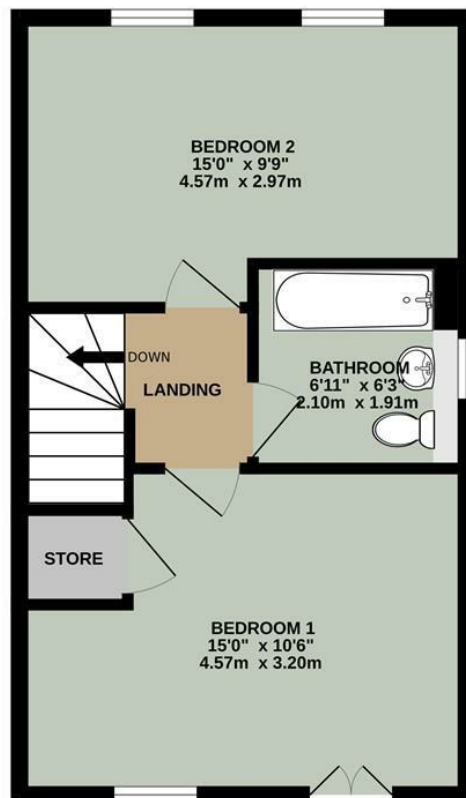 BEDROOM 2
15'0" x 9'9"
4.57m x 2.97m
DOWN
LANDING
BATHROOM
6'11" x 6'3"
2.10m x 1.91m
STORE
BEDROOM 1
15'0" x 10'6"
4.57m x 3.20m